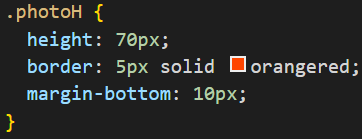 .photoH {
height: 70px;
border: 5px solid orangered;
margin-bottom: 10px;
}